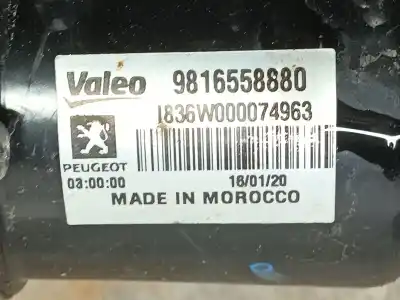 Valeo 9816558880
1836W000074963
PEUGEOT
03:00:00 16/01/20
MADE IN MOROCCO